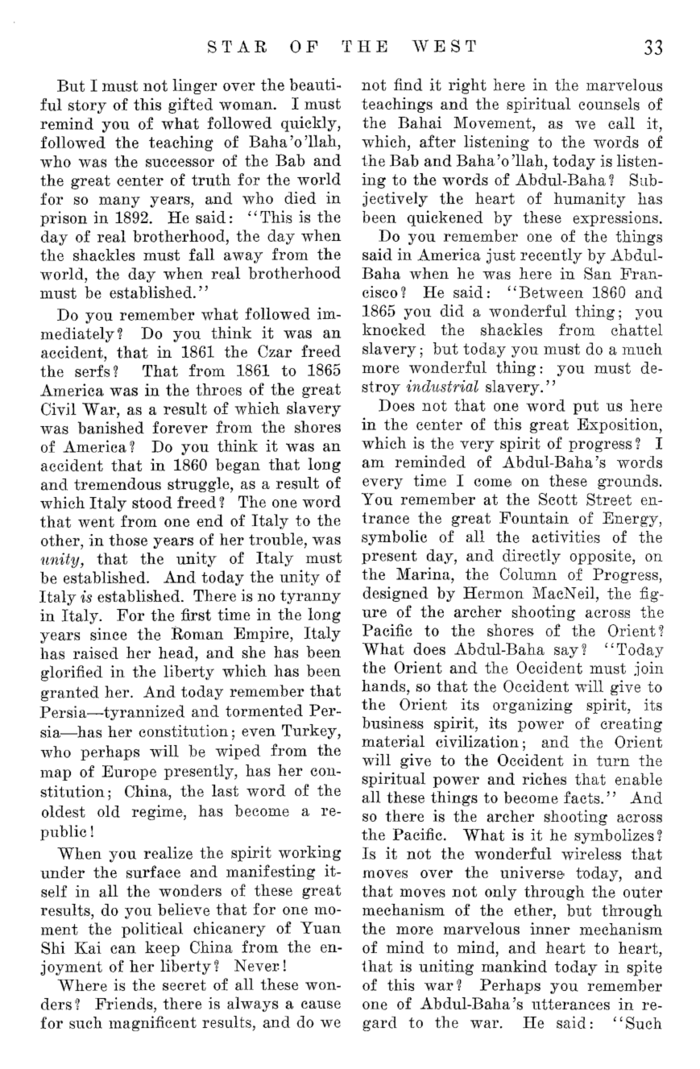 STAR OF THE WEST 33
But I must not linger over the beauti-
ful story of this gifted woman. I must
remind you of what followed quickly,
followed the teaching of Baha'o'llah,
who was the successor of the Bab and
the great center of truth for the world
for so many years, and who died in
prison in 1892. He said: "This is the
day of real brotherhood, the day when
the shackles must fall away from the
world, the day when real brotherhood
must be established."
Do you remember what followed im-
mediately? Do you think it was an
accident, that in 1861 the Czar freed
the serfs? That from 1861 to 1865
America was in the throes of the great
Civil War, as a result of which slavery
was banished forever from the shores
of America? Do you think it was an
accident that in 1860 began that long
and tremendous struggle, as a result of
which Italy stood freed? The one word
that went from one end of Italy to the
other, in those years of her trouble, was
unity, that the unity of Italy must
be established. And today the unity of
Italy is established. There is no tyranny
in Italy. For the first time in the long
years since the Roman Empire, Italy
has raised her head, and she has been
glorified in the liberty which has been
granted her. And today remember that
Persia—tyrannized and tormented Per-
sia—has her constitution; even Turkey,
who perhaps will be wiped from the
map of Europe presently, has her con-
stitution; China, the last word of the
oldest old regime, has become a re-
public!
When you realize the spirit working
under the surface and manifesting it-
self in all the wonders of these great
results, do you believe that for one mo-
ment the political chicanery of Yuan
Shi Kai can keep China from the en-
joyment of her liberty? Never!
Where is the secret of all these won-
ders? Friends, there is always a cause
for such magnificent results, and do we
not find it right here in the marvelous
teachings and the spiritual counsels of
the Bahai Movement, as we call it,
which, after listening to the words of
the Bab and Baha'o'llah, today is listen-
ing to the words of Abdul-Baha? Sub-
jectively the heart of humanity has
been quickened by these expressions.
Do you remember one of the things
said in America just recently by Abdul-
Baha when he was here in San Fran-
cisco? He said: "Between 1860 and
1865 you did a wonderful thing; you
knocked the shackles from chattel
slavery; but today you must do a much
more wonderful thing: you must de-
stroy industrial slavery."
Does not that one word put us here
in the center of this great Exposition,
which is the very spirit of progress? I
am reminded of Abdul-Baha's words
every time I come on these grounds.
You remember at the Scott Street en-
trance the great Fountain of Energy,
symbolic of all the activities of the
present day, and directly opposite, on
the Marina, the Column of Progress,
designed by Hermon MacNeil, the fig-
ure of the archer shooting across the
Pacific to the shores of the Orient?
What does Abdul-Baha say? "Today
the Orient and the Occident must join
hands, so that the Occident will give to
the Orient its organizing spirit, its
business spirit, its power of creating
material civilization; and the Orient
will give to the Occident in turn the
spiritual power and riches that enable
all these things to become facts." And
so there is the archer shooting across
the Pacific. What is it he symbolizes?
Is it not the wonderful wireless that
moves over the universe today, and
that moves not only through the outer
mechanism of the ether, but through
the more marvelous inner mechanism
of mind to mind, and heart to heart,
that is uniting mankind today in spite
of this war? Perhaps you remember
one of Abdul-Baha's utterances in re-
gard to the war. He said: "Such